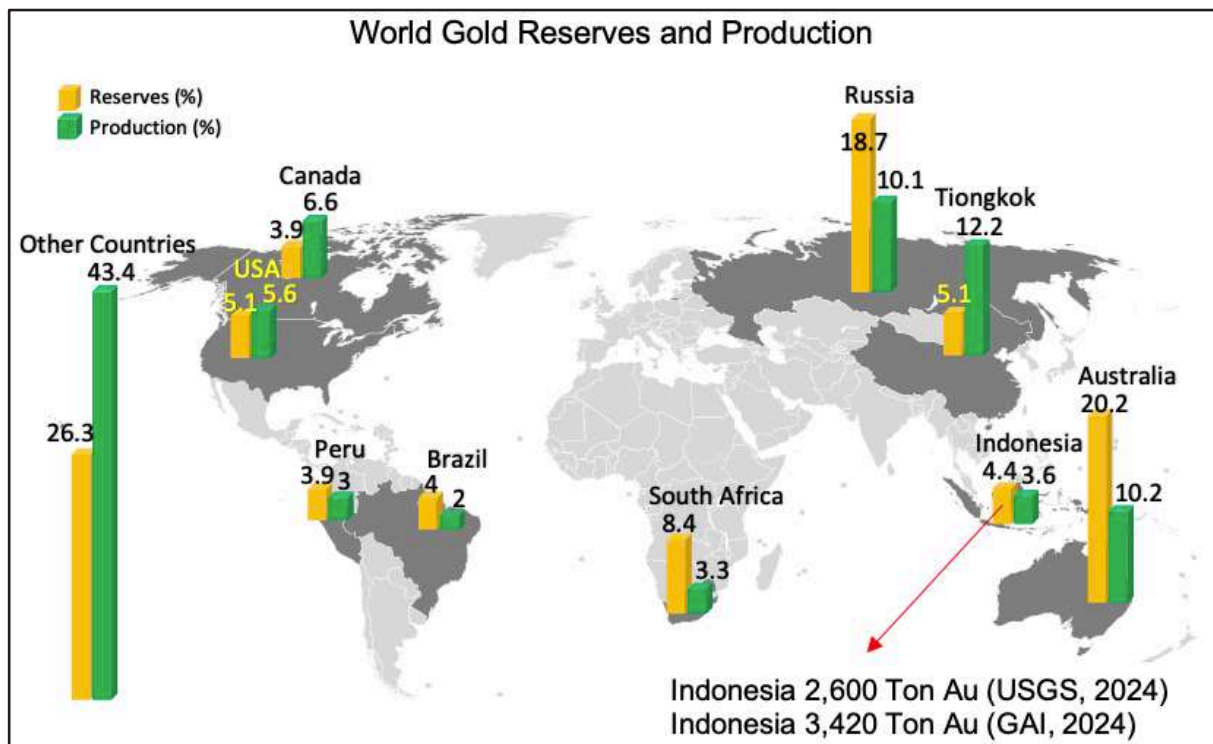 World Gold Reserves and Production
Reserves (%)
Production (%)
Russia
18.7
10.1
Canada
6.6
3.9
Tiongkok
12.2
5.1
Other Countries
43.4
26.3
USA
5.1
5.6
Australia
20.2
10.2
Peru
3.9
3
Brazil
4
2
Indonesia
4.4
3.6
South Africa
8.4
3.3
Indonesia 2,600 Ton Au (USGS, 2024)
Indonesia 3,420 Ton Au (GAI, 2024)